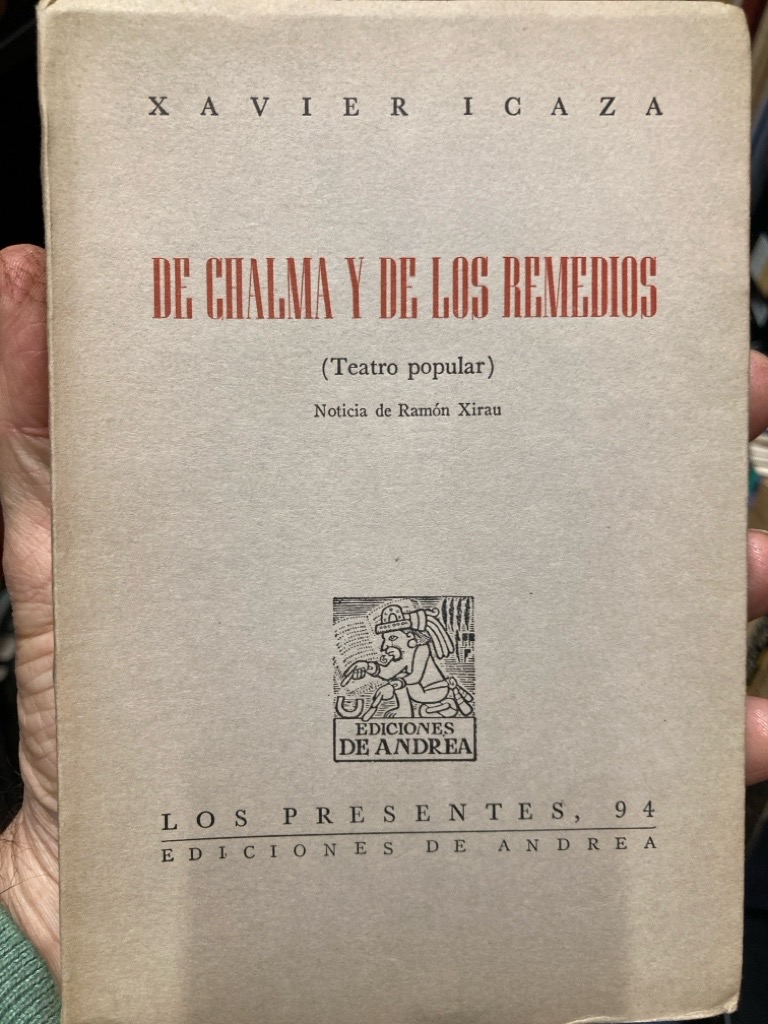 XAVIER ICAZA
DE CHALMA Y DE LOS REMEDIOS
(Teatro popular)
Noticia de Ramón Xirau
EDICIONES
DE ANDREA
LOS PRESENTES, 94
EDICIONES DE ANDREA